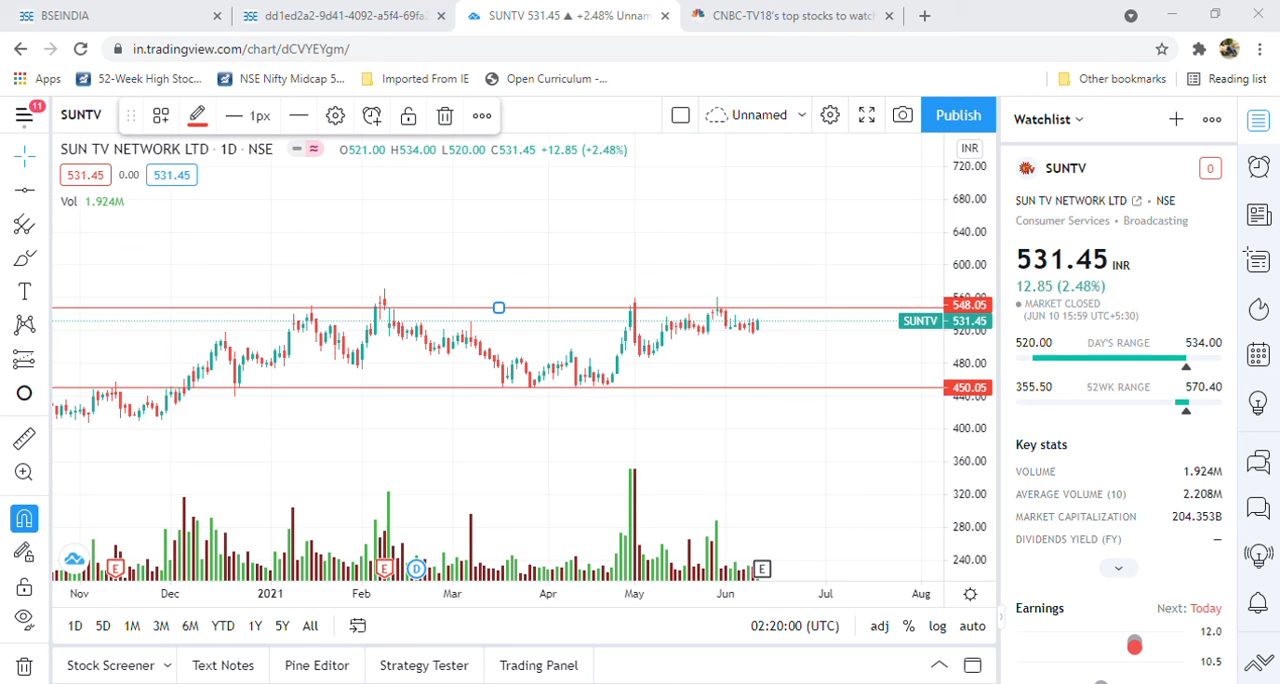 BSEINDIA
dd1ed2a2-9d41-4092-a5f4-69fa2
SUNTV 531.45 ▲ +2.48% Unnam
CNBC-TV18's top stocks to watch
in.tradingview.com/chart/dCVYEYgm/
Apps
52-Week High Stoc...
NSE Nifty Midcap 5...
Imported From IE
Open Curriculum -...
Other bookmarks
Reading list
11
SUNTV
1px
Unnamed
Publish
Watchlist
SUN TV NETWORK LTD · 1D · NSE
O521.00 H534.00 L520.00 C531.45 +12.85 (+2.48%)
INR
531.45
0.00
531.45
Vol 1.924M
720.00
680.00
640.00
600.00
560.00
548.05
SUNTV
531.45
520.00
480.00
450.05
440.00
400.00
360.00
320.00
280.00
240.00
E
E
D
E
Nov
Dec
2021
Feb
Mar
Apr
May
Jun
Jul
Aug
1D
5D
1M
3M
6M
YTD
1Y
5Y
All
02:20:00 (UTC)
adj
%
log
auto
Stock Screener
Text Notes
Pine Editor
Strategy Tester
Trading Panel
SUNTV
0
SUN TV NETWORK LTD • NSE
Consumer Services • Broadcasting
531.45 INR
12.85 (2.48%)
MARKET CLOSED
(JUN 10 15:59 UTC+5:30)
520.00 DAY'S RANGE 534.00
355.50 52WK RANGE 570.40
Key stats
VOLUME 1.924M
AVERAGE VOLUME (10) 2.208M
MARKET CAPITALIZATION 204.353B
DIVIDENDS YIELD (FY) —
Earnings Next: Today
12.0
10.5